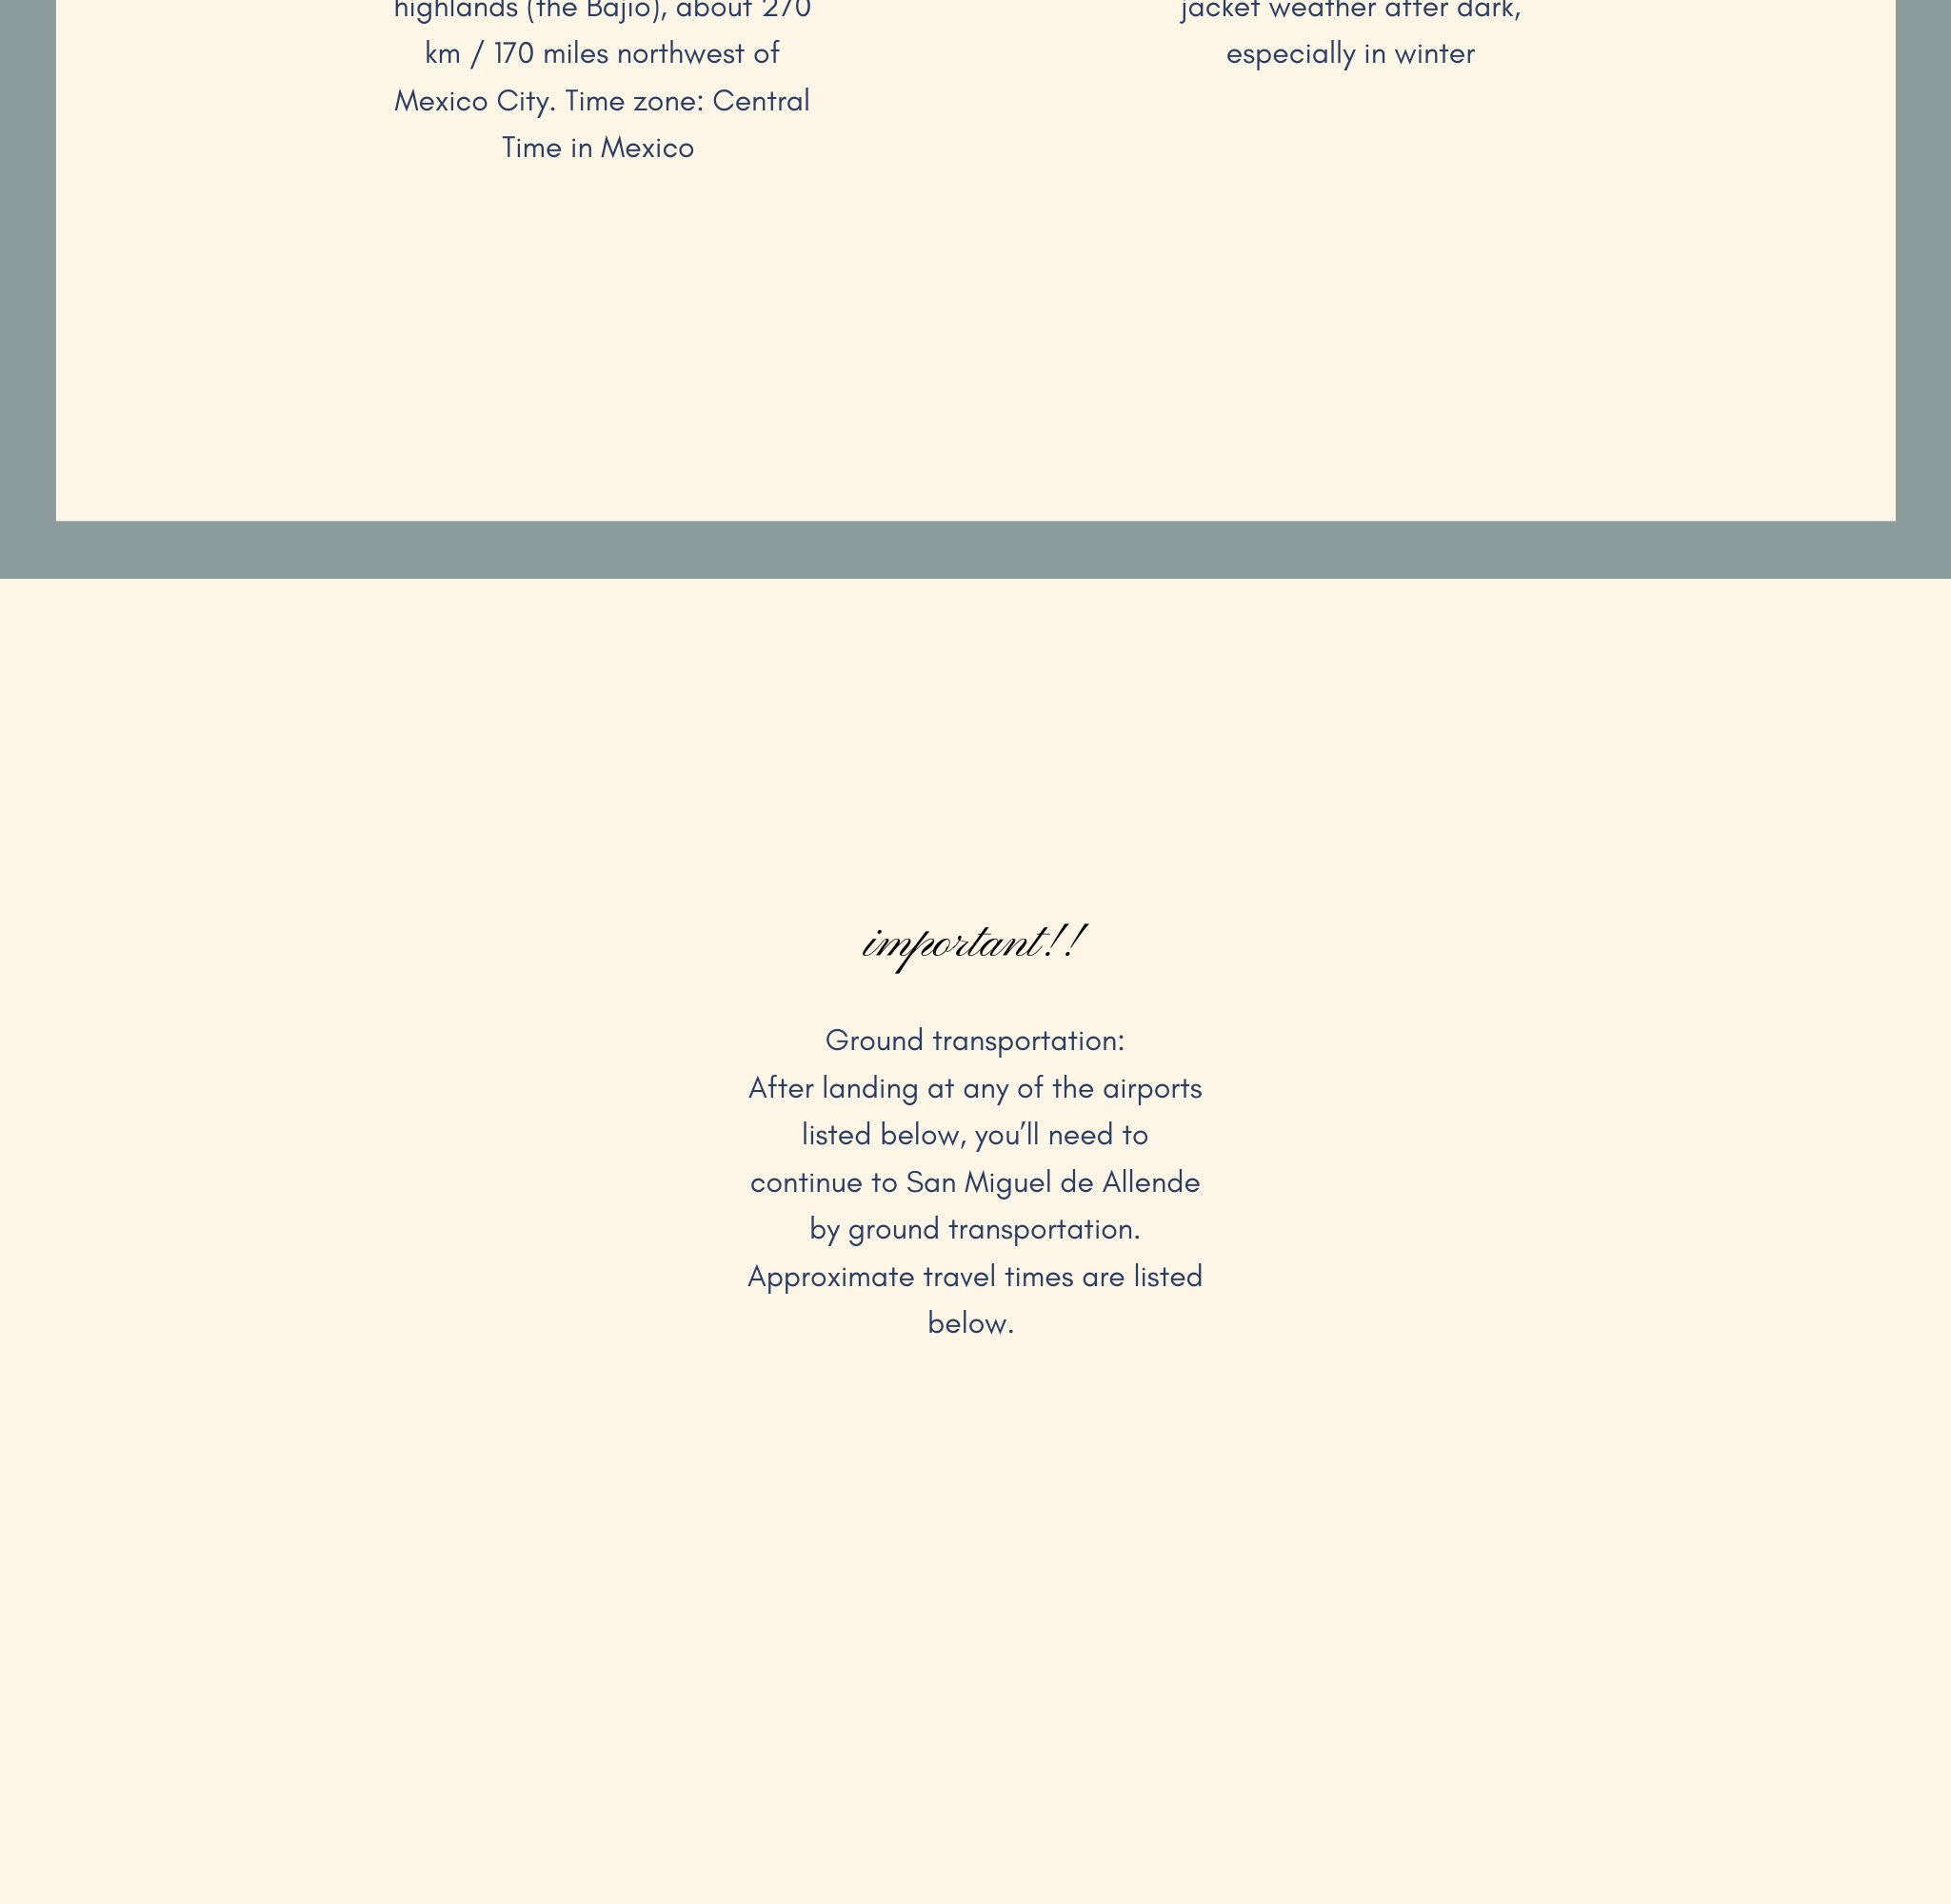 highlands (the Bajío), about 270
km / 170 miles northwest of
Mexico City. Time zone: Central
Time in Mexico
jacket weather after dark,
especially in winter
important!!
Ground transportation:
After landing at any of the airports
listed below, you’ll need to
continue to San Miguel de Allende
by ground transportation.
Approximate travel times are listed
below.